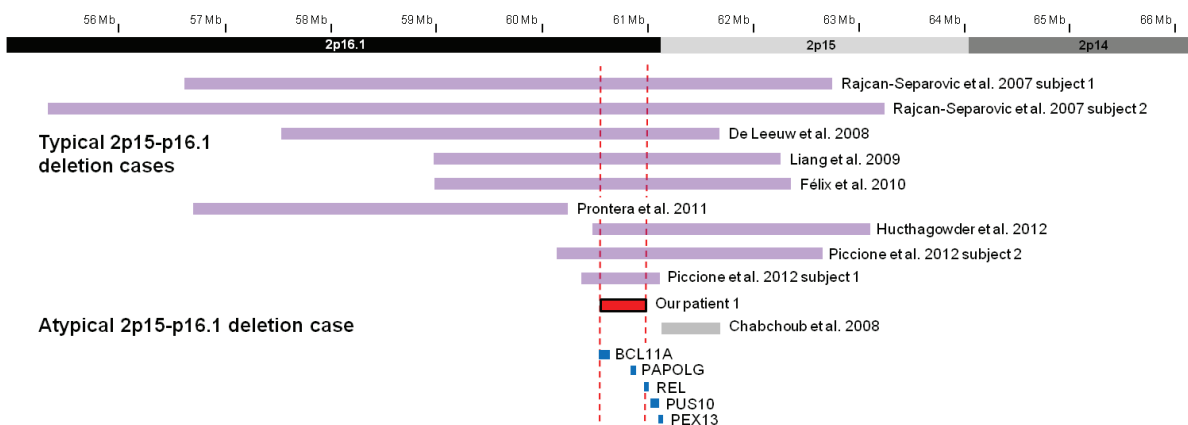 56 Mb 57 Mb 58 Mb 59 Mb 60 Mb 61 Mb 62 Mb 63 Mb 64 Mb 65 Mb 66 Mb
2p16.1 2p15 2p14
Rajcan-Separovic et al. 2007 subject 1
Rajcan-Separovic et al. 2007 subject 2
Typical 2p15-p16.1
deletion cases
De Leeuw et al. 2008
Liang et al. 2009
Félix et al. 2010
Prontera et al. 2011
Hucthagowder et al. 2012
Piccione et al. 2012 subject 2
Piccione et al. 2012 subject 1
Our patient 1
Atypical 2p15-p16.1 deletion case
Chabchoub et al. 2008
BCL11A
PAPOLG
REL
PUS10
PEX13